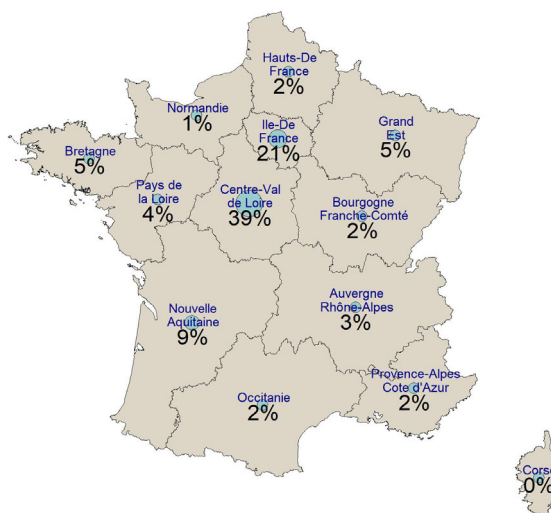 Hauts-De
France
2%
Normandie
1%
Ile-De
France
21%
Grand
Est
5%
Bretagne
5%
Pays de
la Loire
4%
Centre-Val
de Loire
39%
Bourgogne
Franche-Comté
2%
Nouvelle
Aquitaine
9%
Auvergne
Rhône-Alpes
3%
Occitanie
2%
Provence-Alpes
Cote d'Azur
2%
Corse
0%